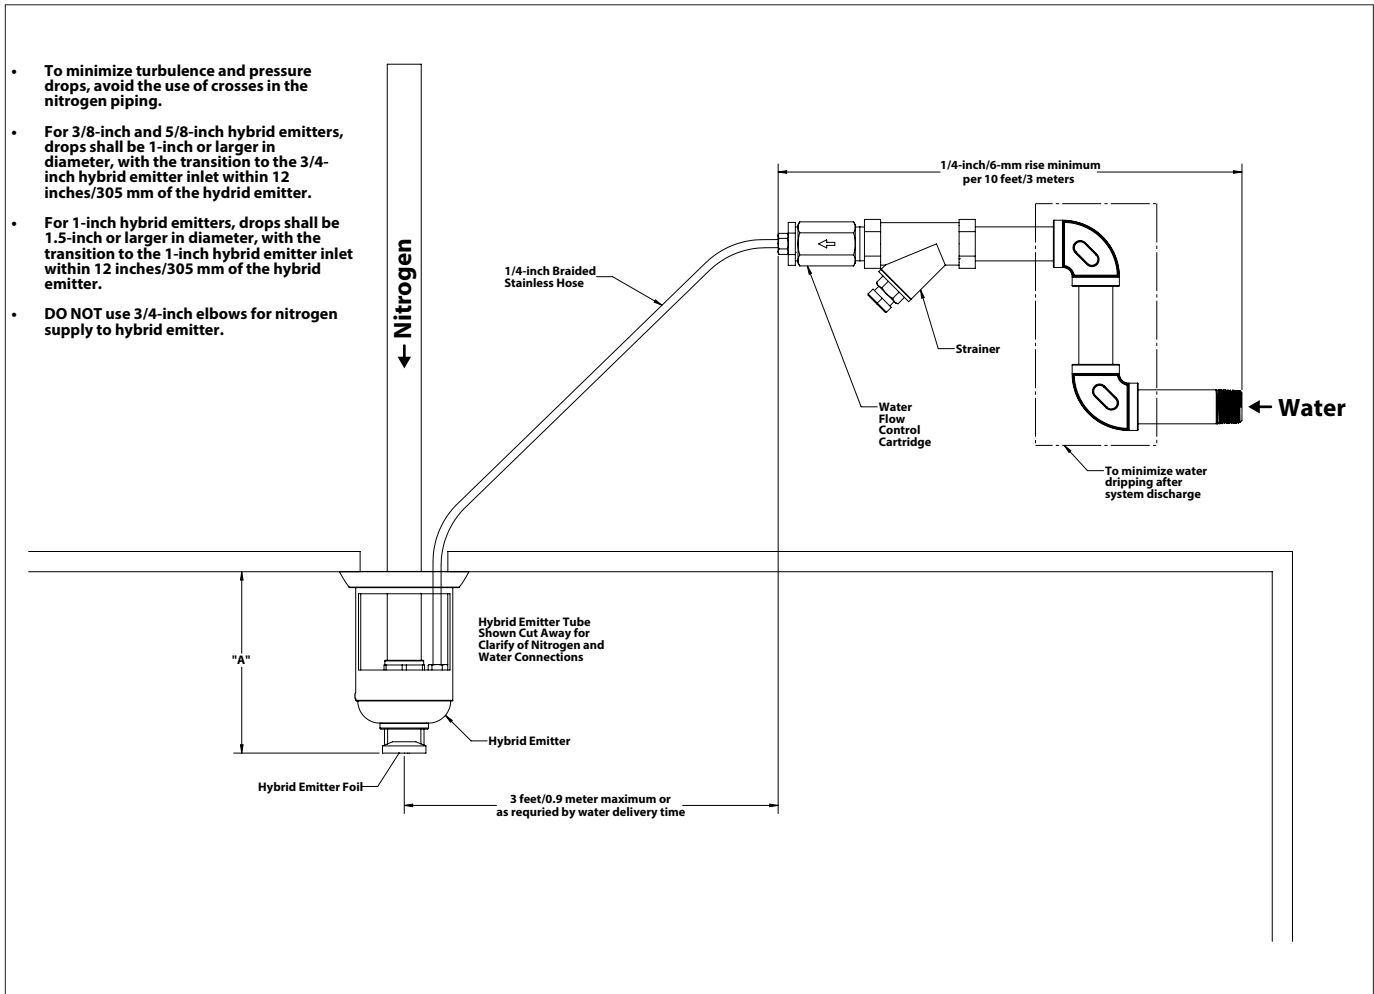 • To minimize turbulence and pressure
drops, avoid the use of crosses in the
nitrogen piping.
• For 3/8-inch and 5/8-inch hybrid emitters,
drops shall be 1-inch or larger in
diameter, with the transition to the 3/4-
inch hybrid emitter inlet within 12
inches/305 mm of the hydrid emitter.
• For 1-inch hybrid emitters, drops shall be
1.5-inch or larger in diameter, with the
transition to the 1-inch hybrid emitter inlet
within 12 inches/305 mm of the hybrid
emitter.
• DO NOT use 3/4-inch elbows for nitrogen
supply to hybrid emitter.
← Nitrogen
1/4-inch/6-mm rise minimum
per 10 feet/3 meters
1/4-inch Braided
Stainless Hose
Strainer
Water
Flow
Control
Cartridge
← Water
To minimize water
dripping after
system discharge
"A"
Hybrid Emitter Tube
Shown Cut Away for
Clarify of Nitrogen and
Water Connections
Hybrid Emitter
Hybrid Emitter Foil
3 feet/0.9 meter maximum or
as requried by water delivery time